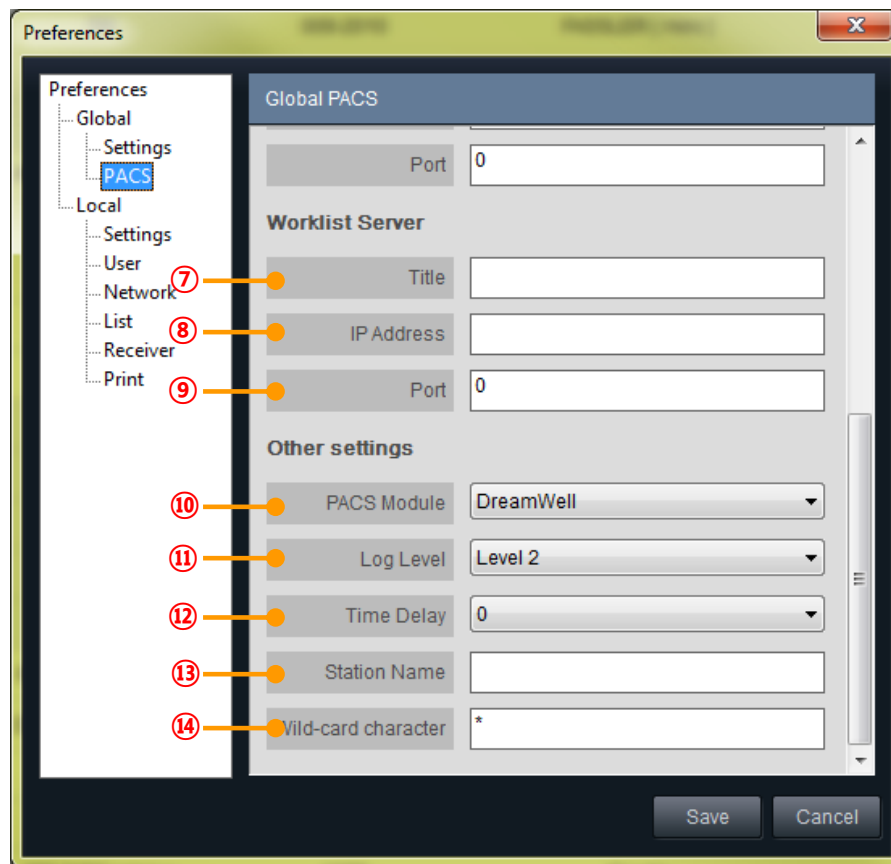 Preferences
X
Preferences
Global
Settings
PACS
Local
Settings
User
Network
List
Receiver
Print
Global PACS
Port 0
Worklist Server
⑦ Title
⑧ IP Address
⑨ Port 0
Other settings
⑩ PACS Module DreamWell
⑪ Log Level Level 2
⑫ Time Delay 0
⑬ Station Name
⑭ Wild-card character *
Save Cancel